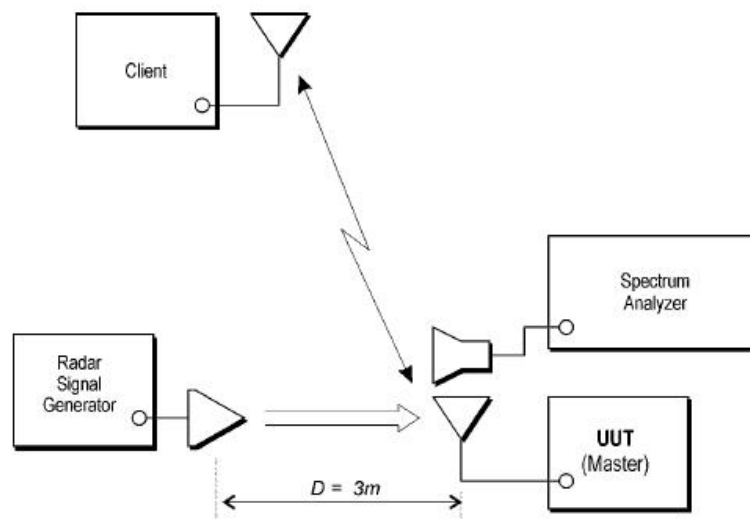 Client
Spectrum
Analyzer
Radar
Signal
Generator
UUT
(Master)
D = 3m